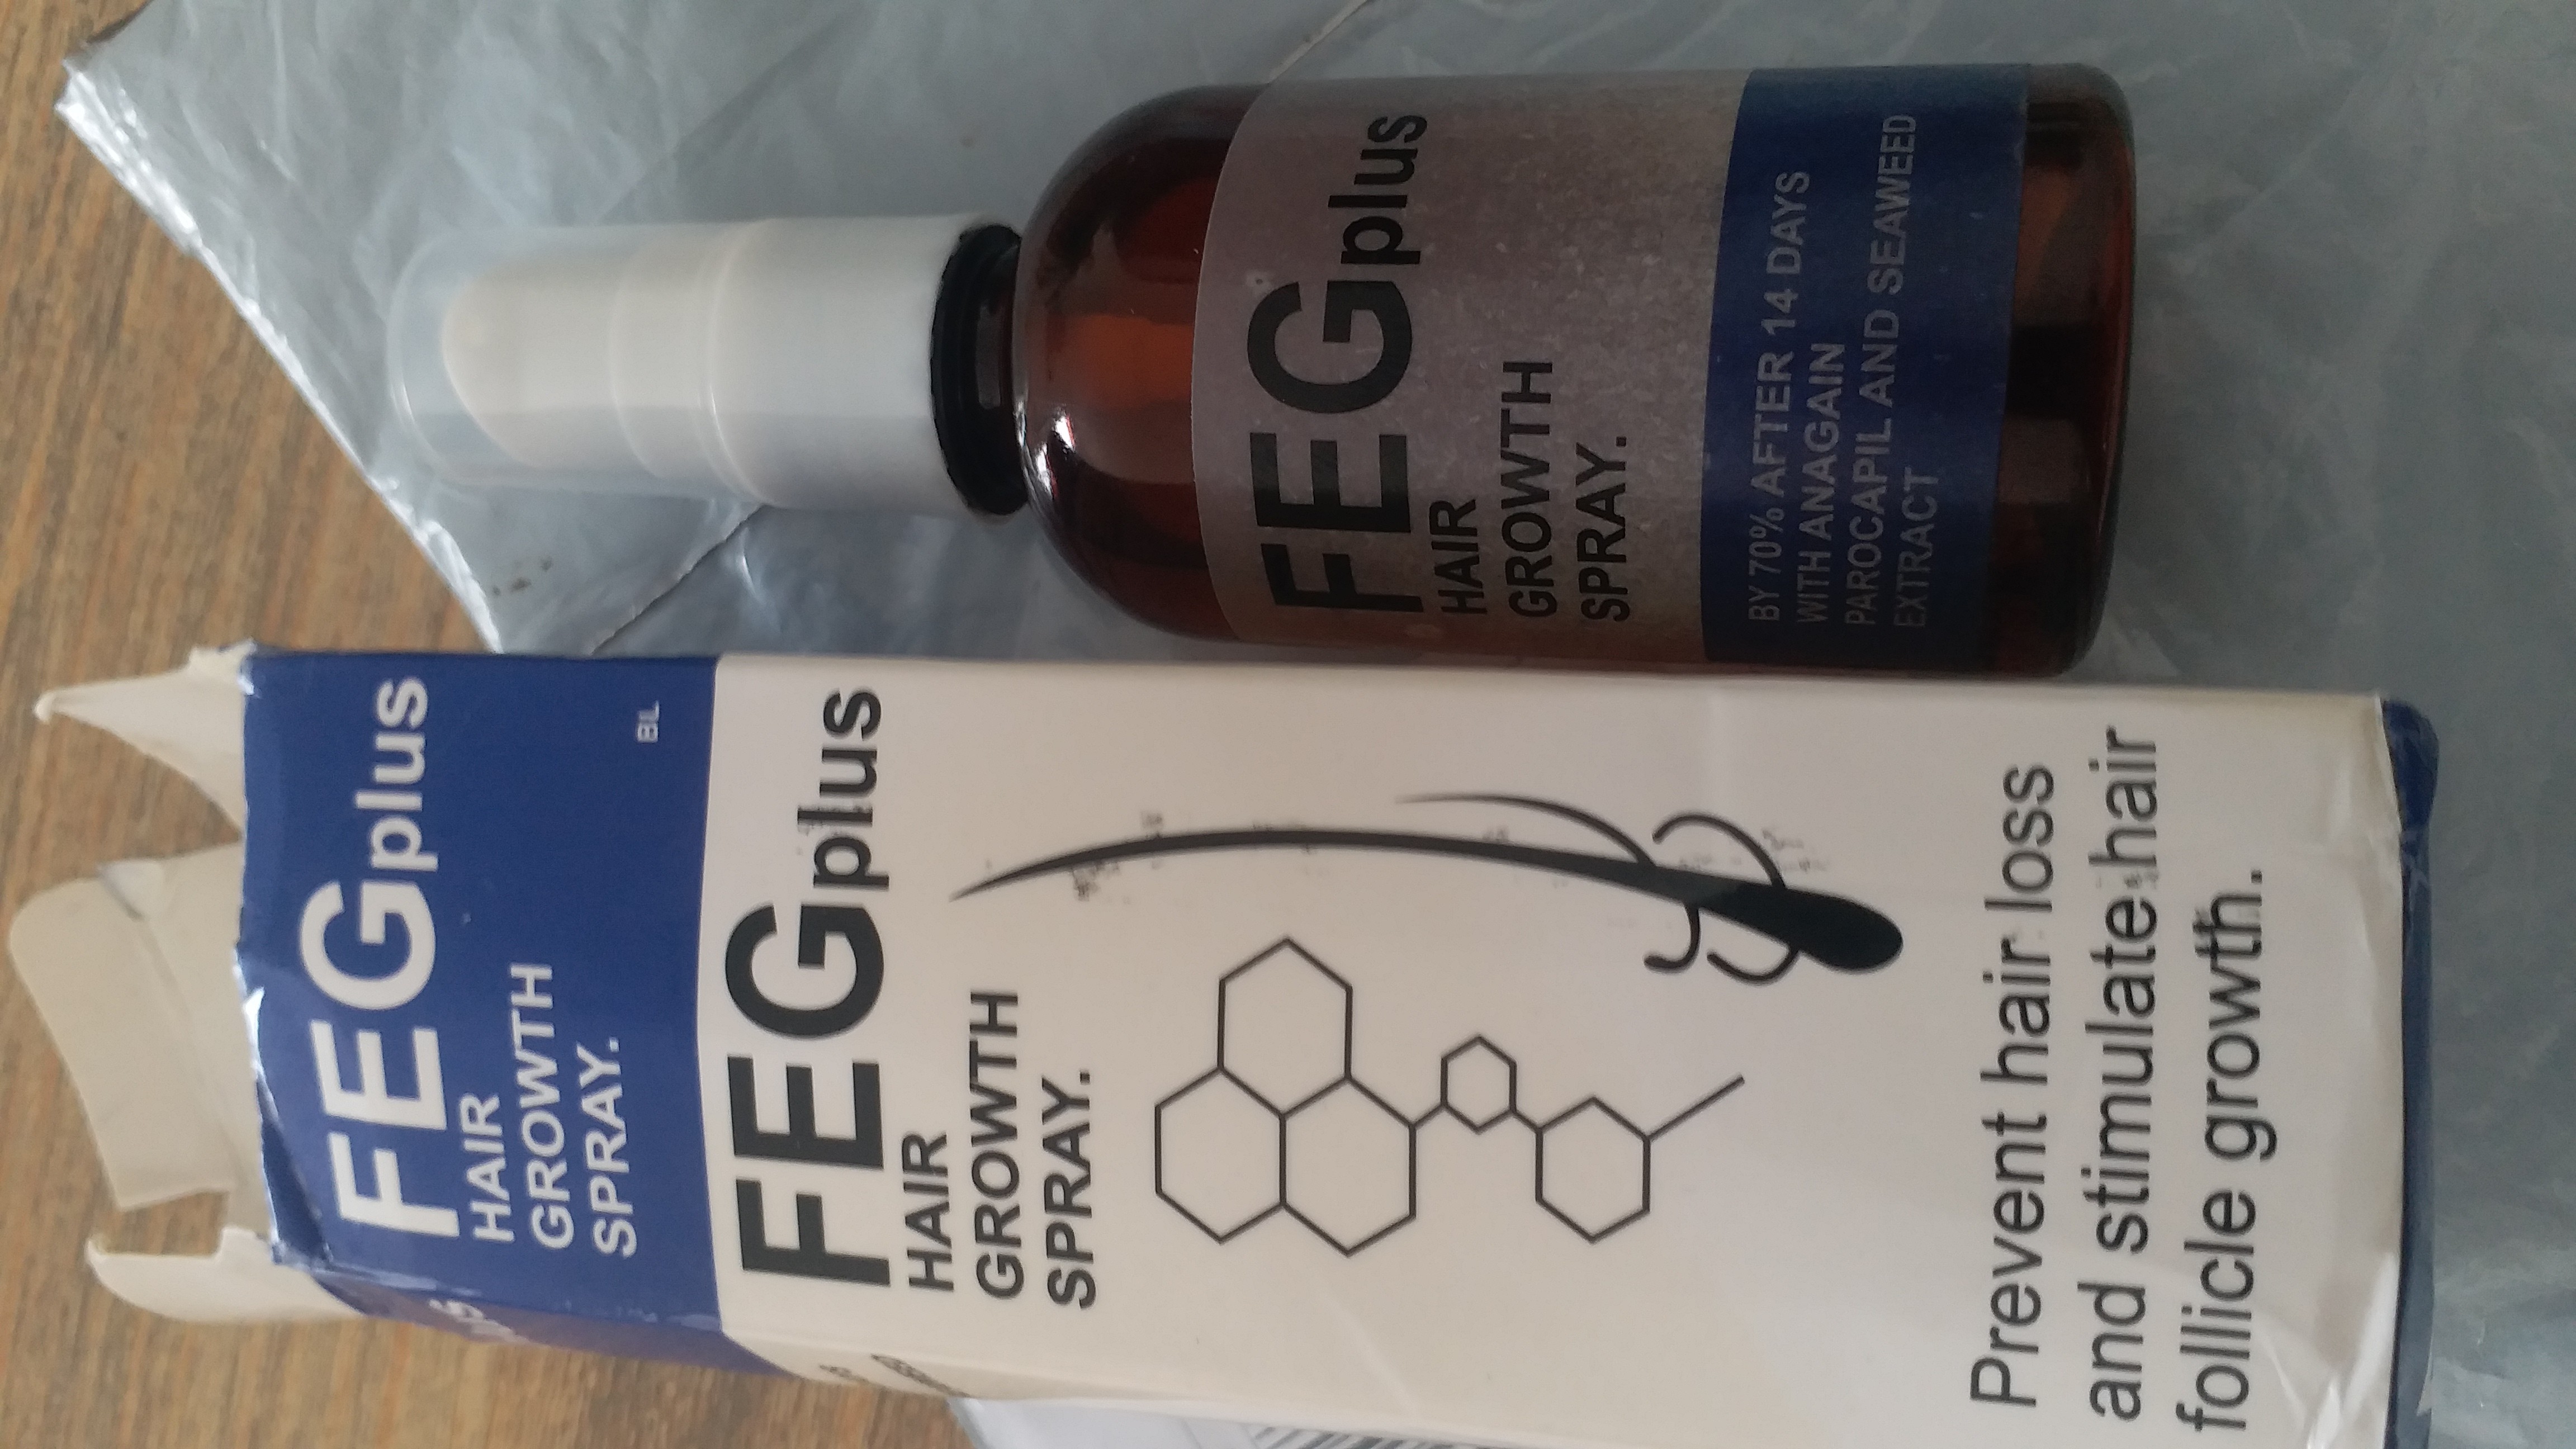 FEGplus
HAIR
GROWTH
SPRAY.
BIL
FEGplus
HAIR
GROWTH
SPRAY.
Prevent hair loss
and stimulate hair
follicle growth.
FEGplus
HAIR
GROWTH
SPRAY.
BY 70% AFTER 14 DAYS
WITH ANAGAIN
PAROCAPIL AND SEAWEED
EXTRACT